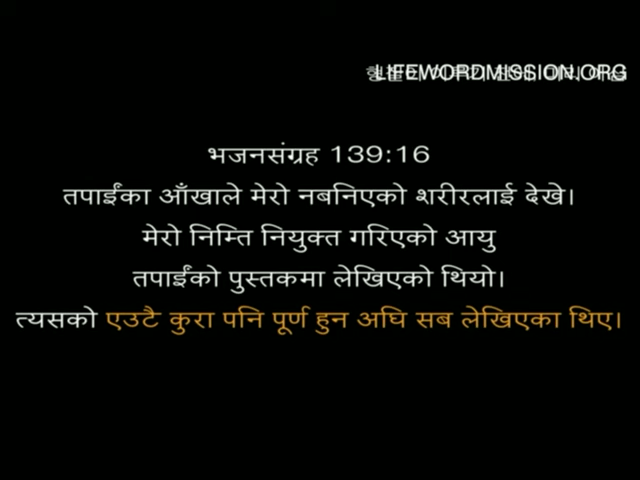 LIFEWORDMISSION.ORG
भजनसंग्रह 139:16
तपाईंका आँखाले मेरो नबनिएको शरीरलाई देखे।
मेरो निम्ति नियुक्त गरिएको आयु
तपाईंको पुस्तकमा लेखिएको थियो।
त्यसको एउटै कुरा पनि पूर्ण हुन अघि सब लेखिएका थिए।